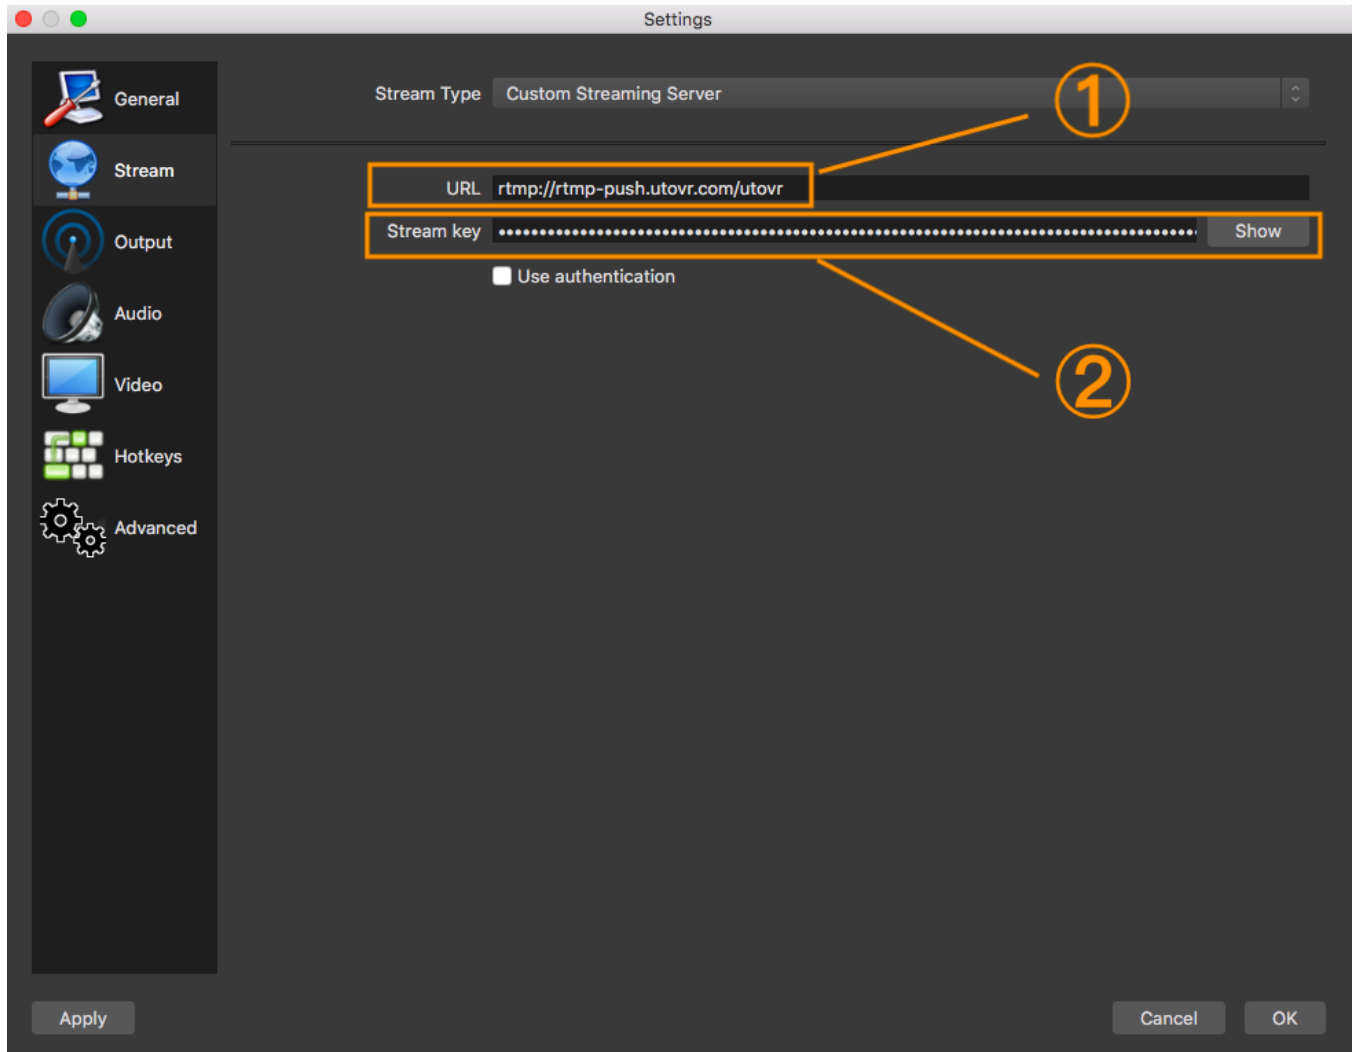 Settings
General
Stream Type Custom Streaming Server
①
Stream
URL rtmp://rtmp-push.utovr.com/utovr
Stream key ••••••••••••••••••••••••••••••••••••••••••••••••••••••••••••••••••••••••••••••••••••••• Show
Output
Use authentication
Audio
②
Video
Hotkeys
Advanced
Apply Cancel OK